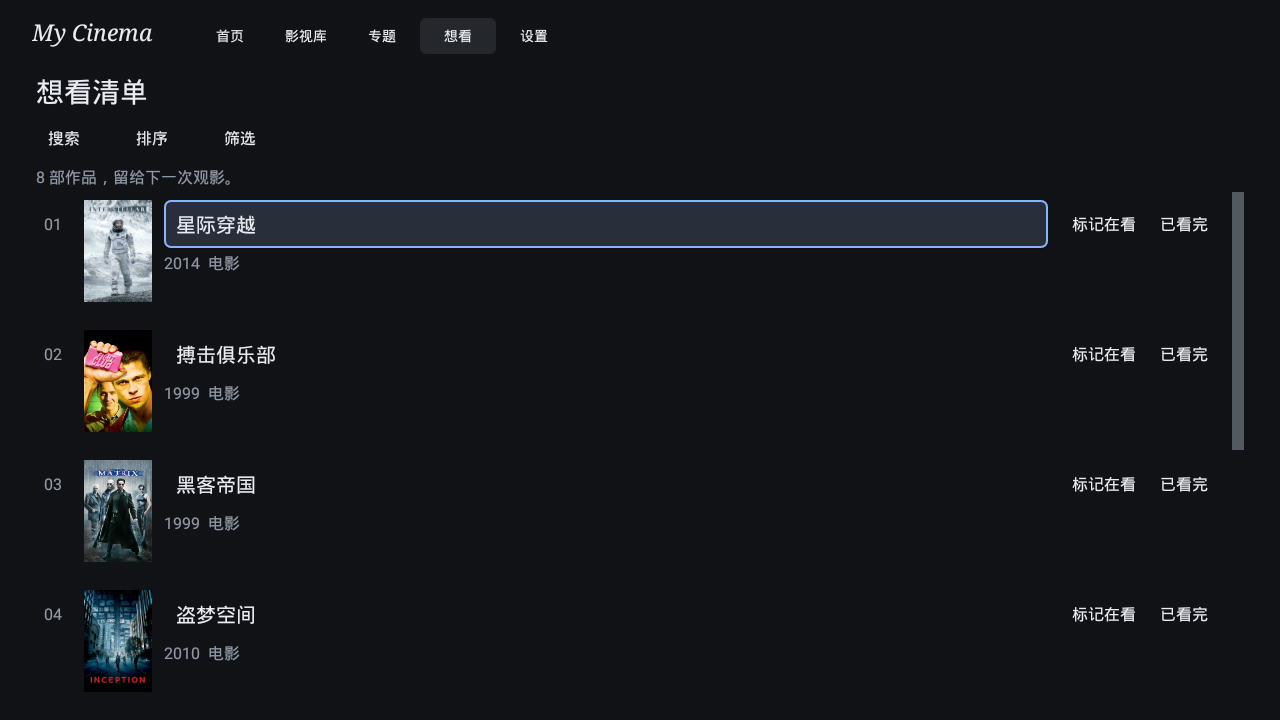 My Cinema 首页 影视库 专题 想看 设置
想看清单
搜索 排序 筛选
8 部作品，留给下一次观影。
01 星际穿越 标记在看 已看完
INTERSTELLAR
2014 电影
02 搏击俱乐部 标记在看 已看完
FIGHT CLUB
1999 电影
03 黑客帝国 标记在看 已看完
MATRIX
1999 电影
04 盗梦空间 标记在看 已看完
2010 电影
INCEPTION